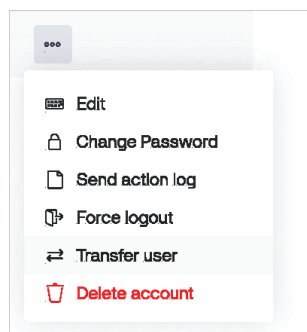 Edit
Change Password
Send action log
Force logout
Transfer user
Delete account